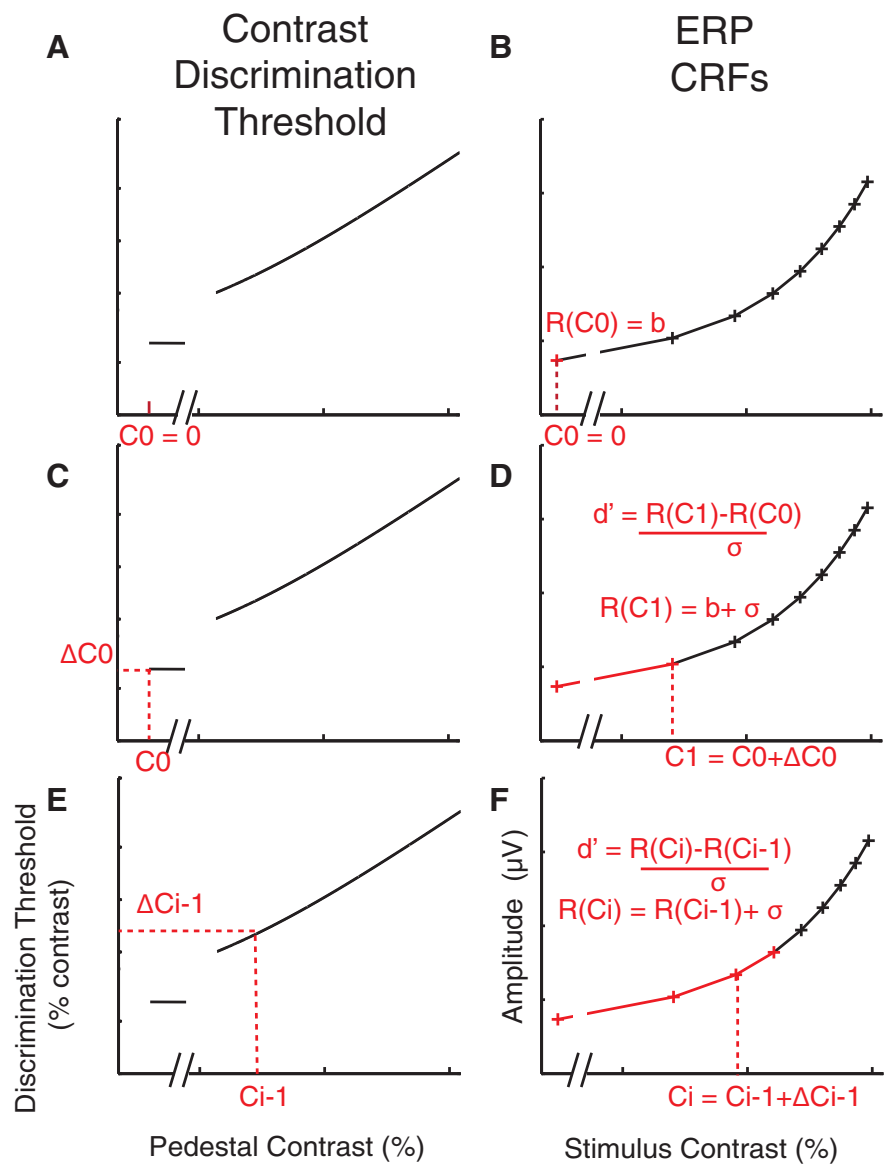 A
Contrast
Discrimination
Threshold
B
ERP
CRFs
R(C0) = b
C0 = 0
C0 = 0
C
ΔC0
C0
D
d' = R(C1)-R(C0)
σ
R(C1) = b+ σ
C1 = C0+ΔC0
E
Discrimination Threshold
(% contrast)
ΔCi-1
Ci-1
Pedestal Contrast (%)
F
Amplitude (μV)
d' = R(Ci)-R(Ci-1)
σ
R(Ci) = R(Ci-1)+ σ
Ci = Ci-1+ΔCi-1
Stimulus Contrast (%)